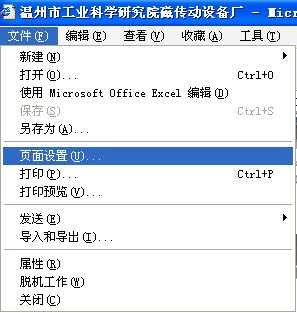 温州市工业科学研究院磁传动设备厂 - Mic
文件(F) 编辑(E) 查看(V) 收藏(A) 工具(T)
新建(N)
打开(O)... Ctrl+O
使用 Microsoft Office Excel 编辑(D)
保存(S) Ctrl+S
另存为(A)...
页面设置(U)...
打印(P)... Ctrl+P
打印预览(V)...
发送(E)
导入和导出(I)...
属性(R)
脱机工作(W)
关闭(C)